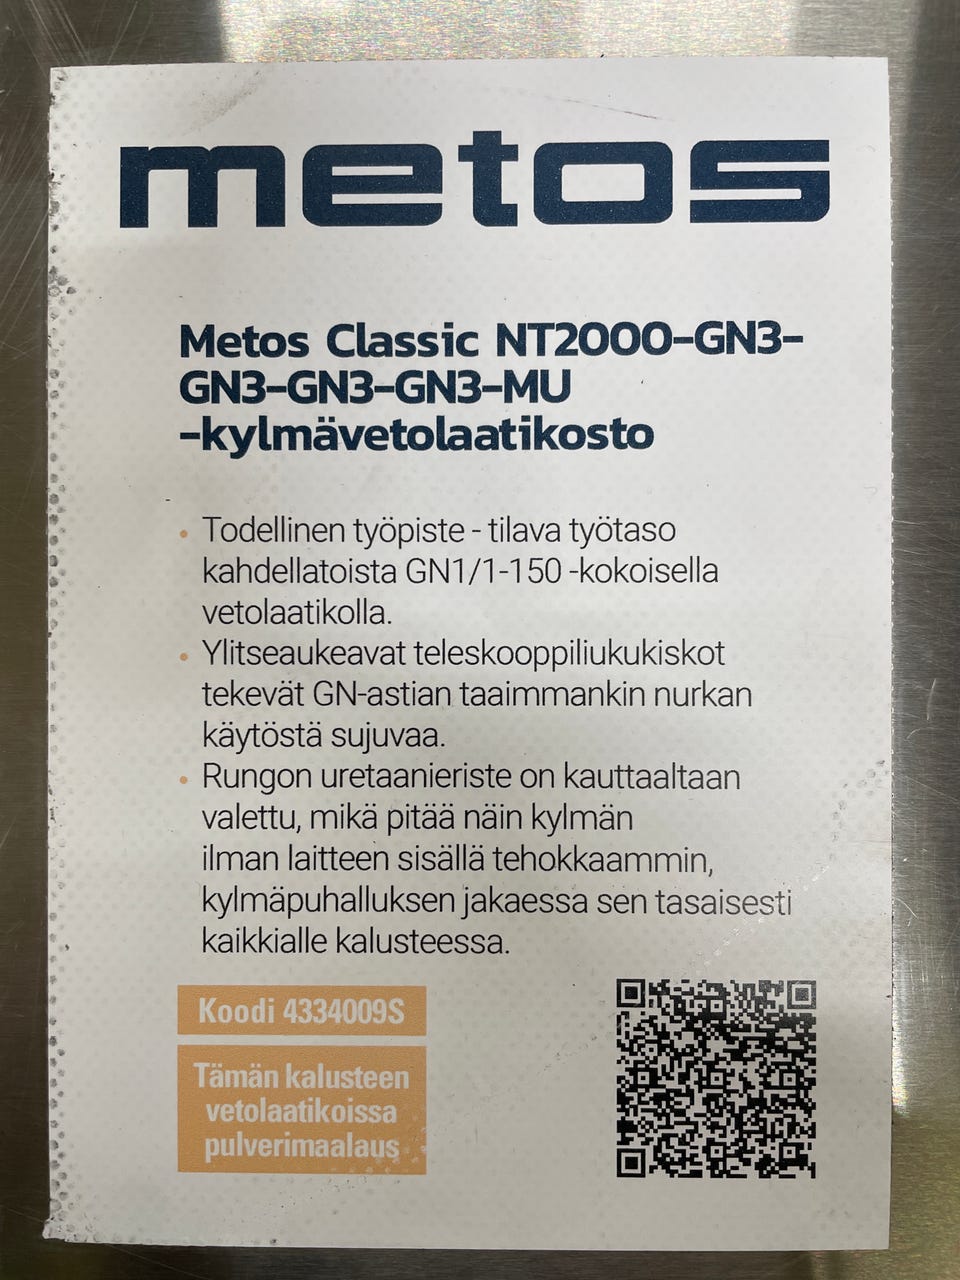 metos
Metos Classic NT2000-GN3-
GN3-GN3-GN3-MU
-kylmävetolaatikosto
• Todellinen työpiste - tilava työtaso
kahdellatoista GN1/1-150 -kokoisella
vetolaatikolla.
• Ylitseaukeavat teleskooppiliukukiskot
tekevät GN-astian taaimmankin nurkan
käytöstä sujuvaa.
• Rungon uretaanieriste on kauttaaltaan
valettu, mikä pitää näin kylmän
ilman laitteen sisällä tehokkaammin,
kylmäpuhalluksen jakaessa sen tasaisesti
kaikkialle kalusteessa.
Koodi 4334009S
Tämän kalusteen
vetolaatikoissa
pulverimaalaus